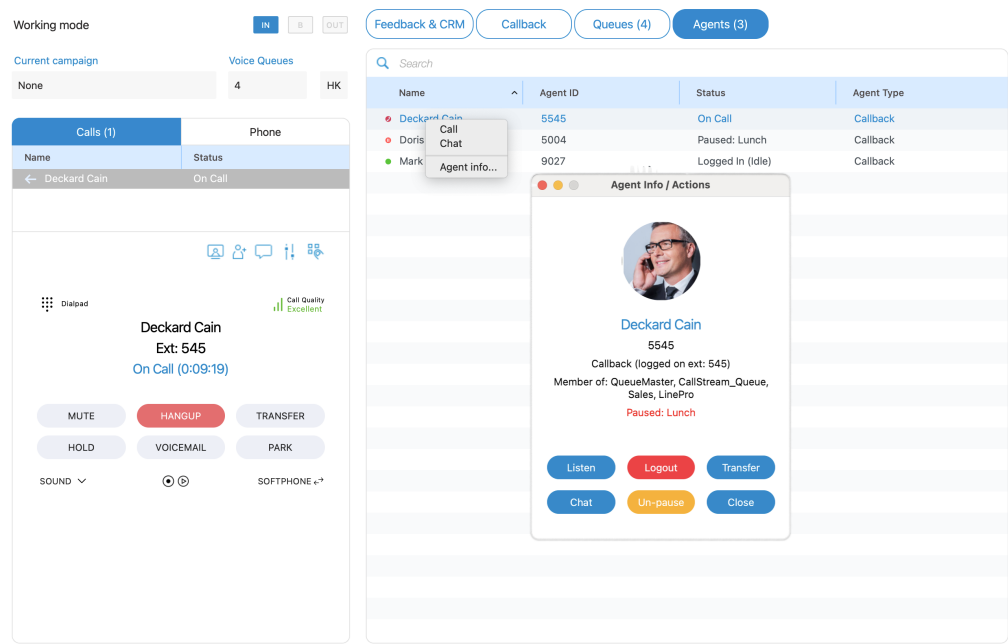 Working mode
IN
B
OUT
Current campaign
Voice Queues
None
4
HK
Calls (1)
Phone
Name
Status
Deckard Cain
On Call
Dialpad
Call Quality
Excellent
Deckard Cain
Ext: 545
On Call (0:09:19)
MUTE
HANGUP
TRANSFER
HOLD
VOICEMAIL
PARK
SOUND
SOFTPHONE
Feedback & CRM
Callback
Queues (4)
Agents (3)
Search
Name
Agent ID
Status
Agent Type
Deckard Cain
5545
On Call
Callback
Doris
5004
Paused: Lunch
Callback
Mark
9027
Logged In (Idle)
Callback
Call
Chat
Agent info...
Agent Info / Actions
Deckard Cain
5545
Callback (logged on ext: 545)
Member of: QueueMaster, CallStream_Queue,
Sales, LinePro
Paused: Lunch
Listen
Logout
Transfer
Chat
Un-pause
Close